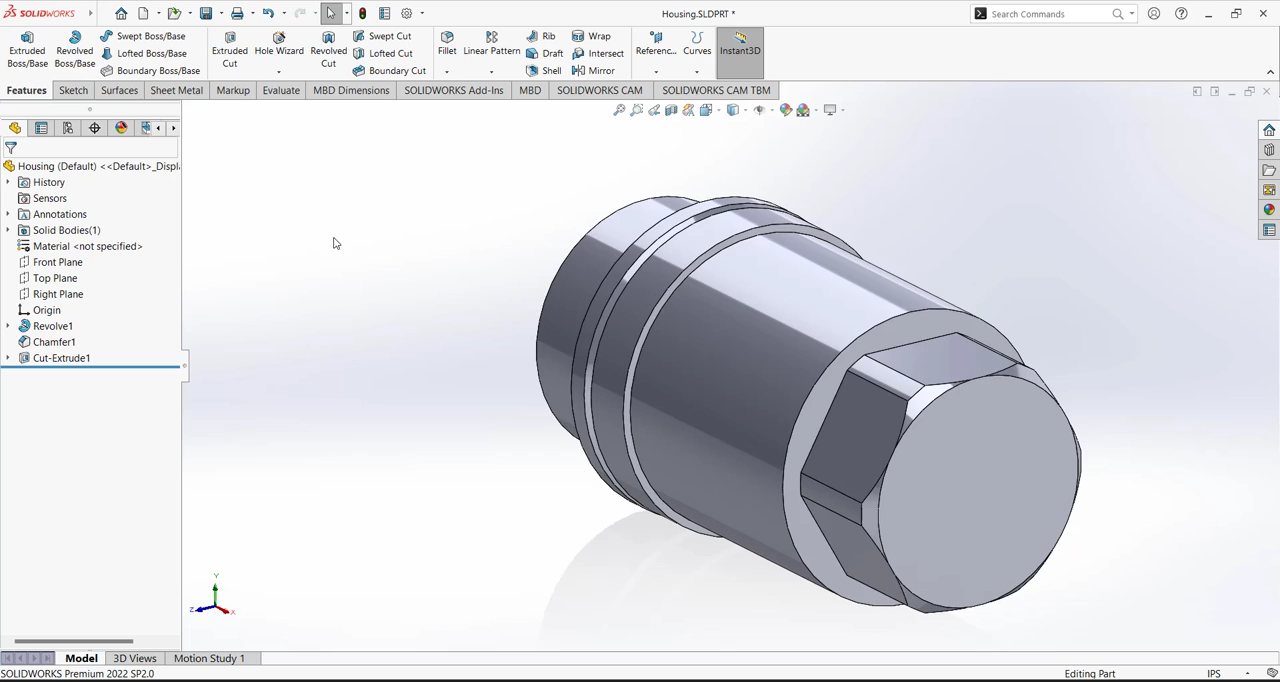 SOLIDWORKS
Housing.SLDPRT *
Search Commands
Extruded Boss/Base
Revolved Boss/Base
Swept Boss/Base
Lofted Boss/Base
Boundary Boss/Base
Extruded Cut
Hole Wizard
Revolved Cut
Swept Cut
Lofted Cut
Boundary Cut
Fillet
Linear Pattern
Rib
Draft
Shell
Wrap
Intersect
Mirror
Referenc...
Curves
Instant3D
Features Sketch Surfaces Sheet Metal Markup Evaluate MBD Dimensions SOLIDWORKS Add-Ins MBD SOLIDWORKS CAM SOLIDWORKS CAM TBM
Housing (Default) <<Default>_Displ
History
Sensors
Annotations
Solid Bodies(1)
Material <not specified>
Front Plane
Top Plane
Right Plane
Origin
Revolve1
Chamfer1
Cut-Extrude1
Y
Z
X
Model 3D Views Motion Study 1
SOLIDWORKS Premium 2022 SP2.0
Editing Part
IPS